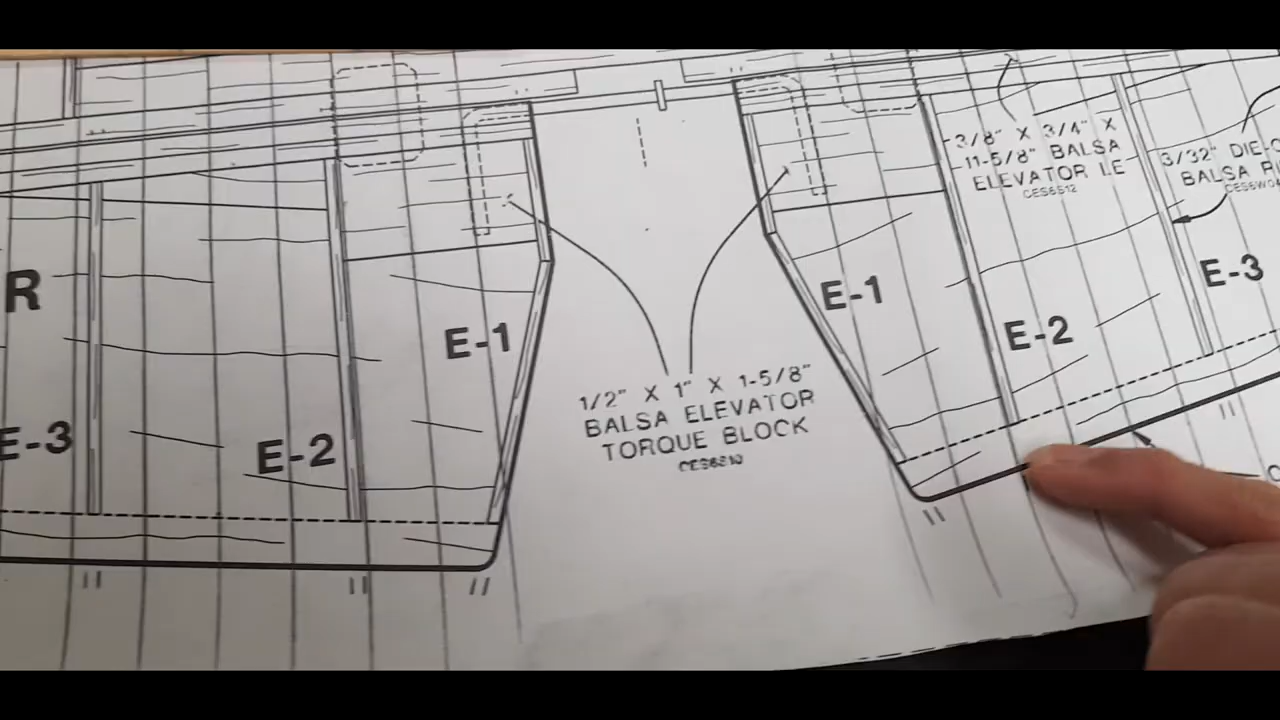 3/8" X 3/4" X
11-5/8" BALSA
ELEVATOR LE
CES6S12
3/32"
BALSA
R
E-1
E-1
E-3
E-2
E-3
E-2
1/2" X 1" X 1-5/8"
BALSA ELEVATOR
TORQUE BLOCK